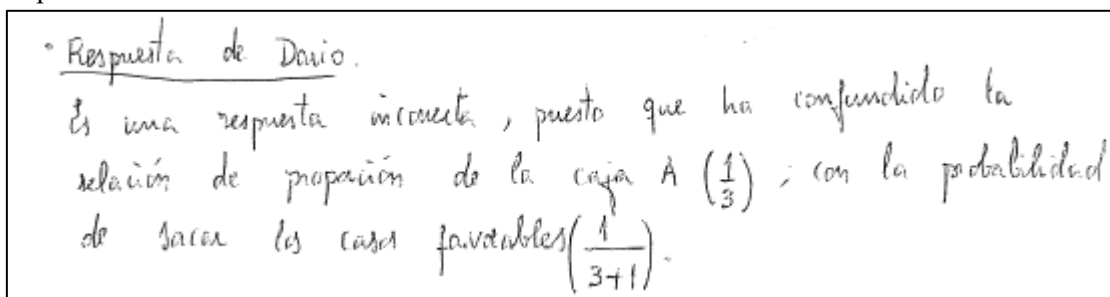 • Respuesta de Dario.
Es una respuesta incorrecta, puesto que ha confundido la
relación de proporción de la caja A (1/3); con la probabilidad
de sacar los casos favorables (1/(3+1)).